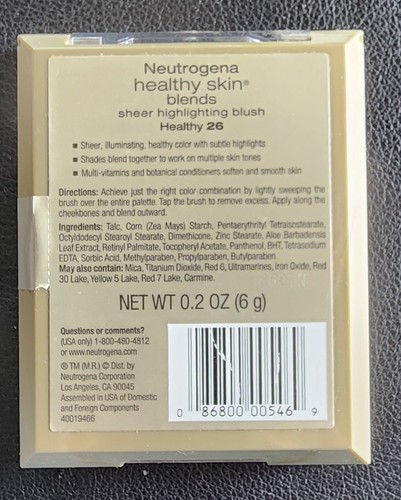 Neutrogena
healthy skin®
blends
sheer highlighting blush
Healthy 26
▪ Sheer, illuminating, healthy color with subtle highlights
▪ Shades blend together to work on multiple skin tones
▪ Multi-vitamins and botanical conditioners soften and smooth skin
Directions: Achieve just the right color combination by lightly sweeping the
brush over the entire palette. Tap the brush to remove excess. Apply along
the cheekbones and blend outward.
Ingredients: Talc, Corn (Zea Mays) Starch, Pentaerythrityl Tetraisostearate,
Octyldodecyl Stearoyl Stearate, Dimethicone, Zinc Stearate, Aloe Barbadensis
Leaf Extract, Retinyl Palmitate, Tocopheryl Acetate, Panthenol, BHT, Tetrasodium
EDTA, Sorbic Acid, Methylparaben, Propylparaben, Butylparaben.
May also contain: Mica, Titanium Dioxide, Red 6, Ultramarines, Iron Oxide, Red
30 Lake, Yellow 5 Lake, Red 7 Lake, Carmine.
NET WT 0.2 OZ (6 g)
Questions or comments?
(USA only) 1-800-480-4812
or www.neutrogena.com
® TM (M.R.) © Dist. by
Neutrogena Corporation
Los Angeles, CA 90045
Assembled in USA of Domestic
and Foreign Components
40019466
0 86800 00546 9